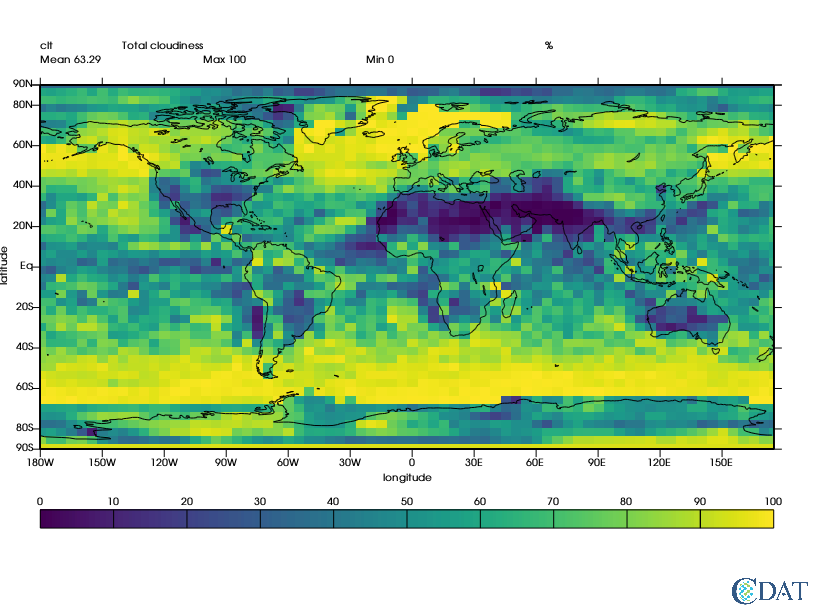 clt Total cloudiness %
Mean 63.29 Max 100 Min 0
90N
80N
60N
40N
20N
Eq
20S
40S
60S
80S
90S
latitude
180W 150W 120W 90W 60W 30W 0 30E 60E 90E 120E 150E
longitude
0 10 20 30 40 50 60 70 80 90 100
CDAT